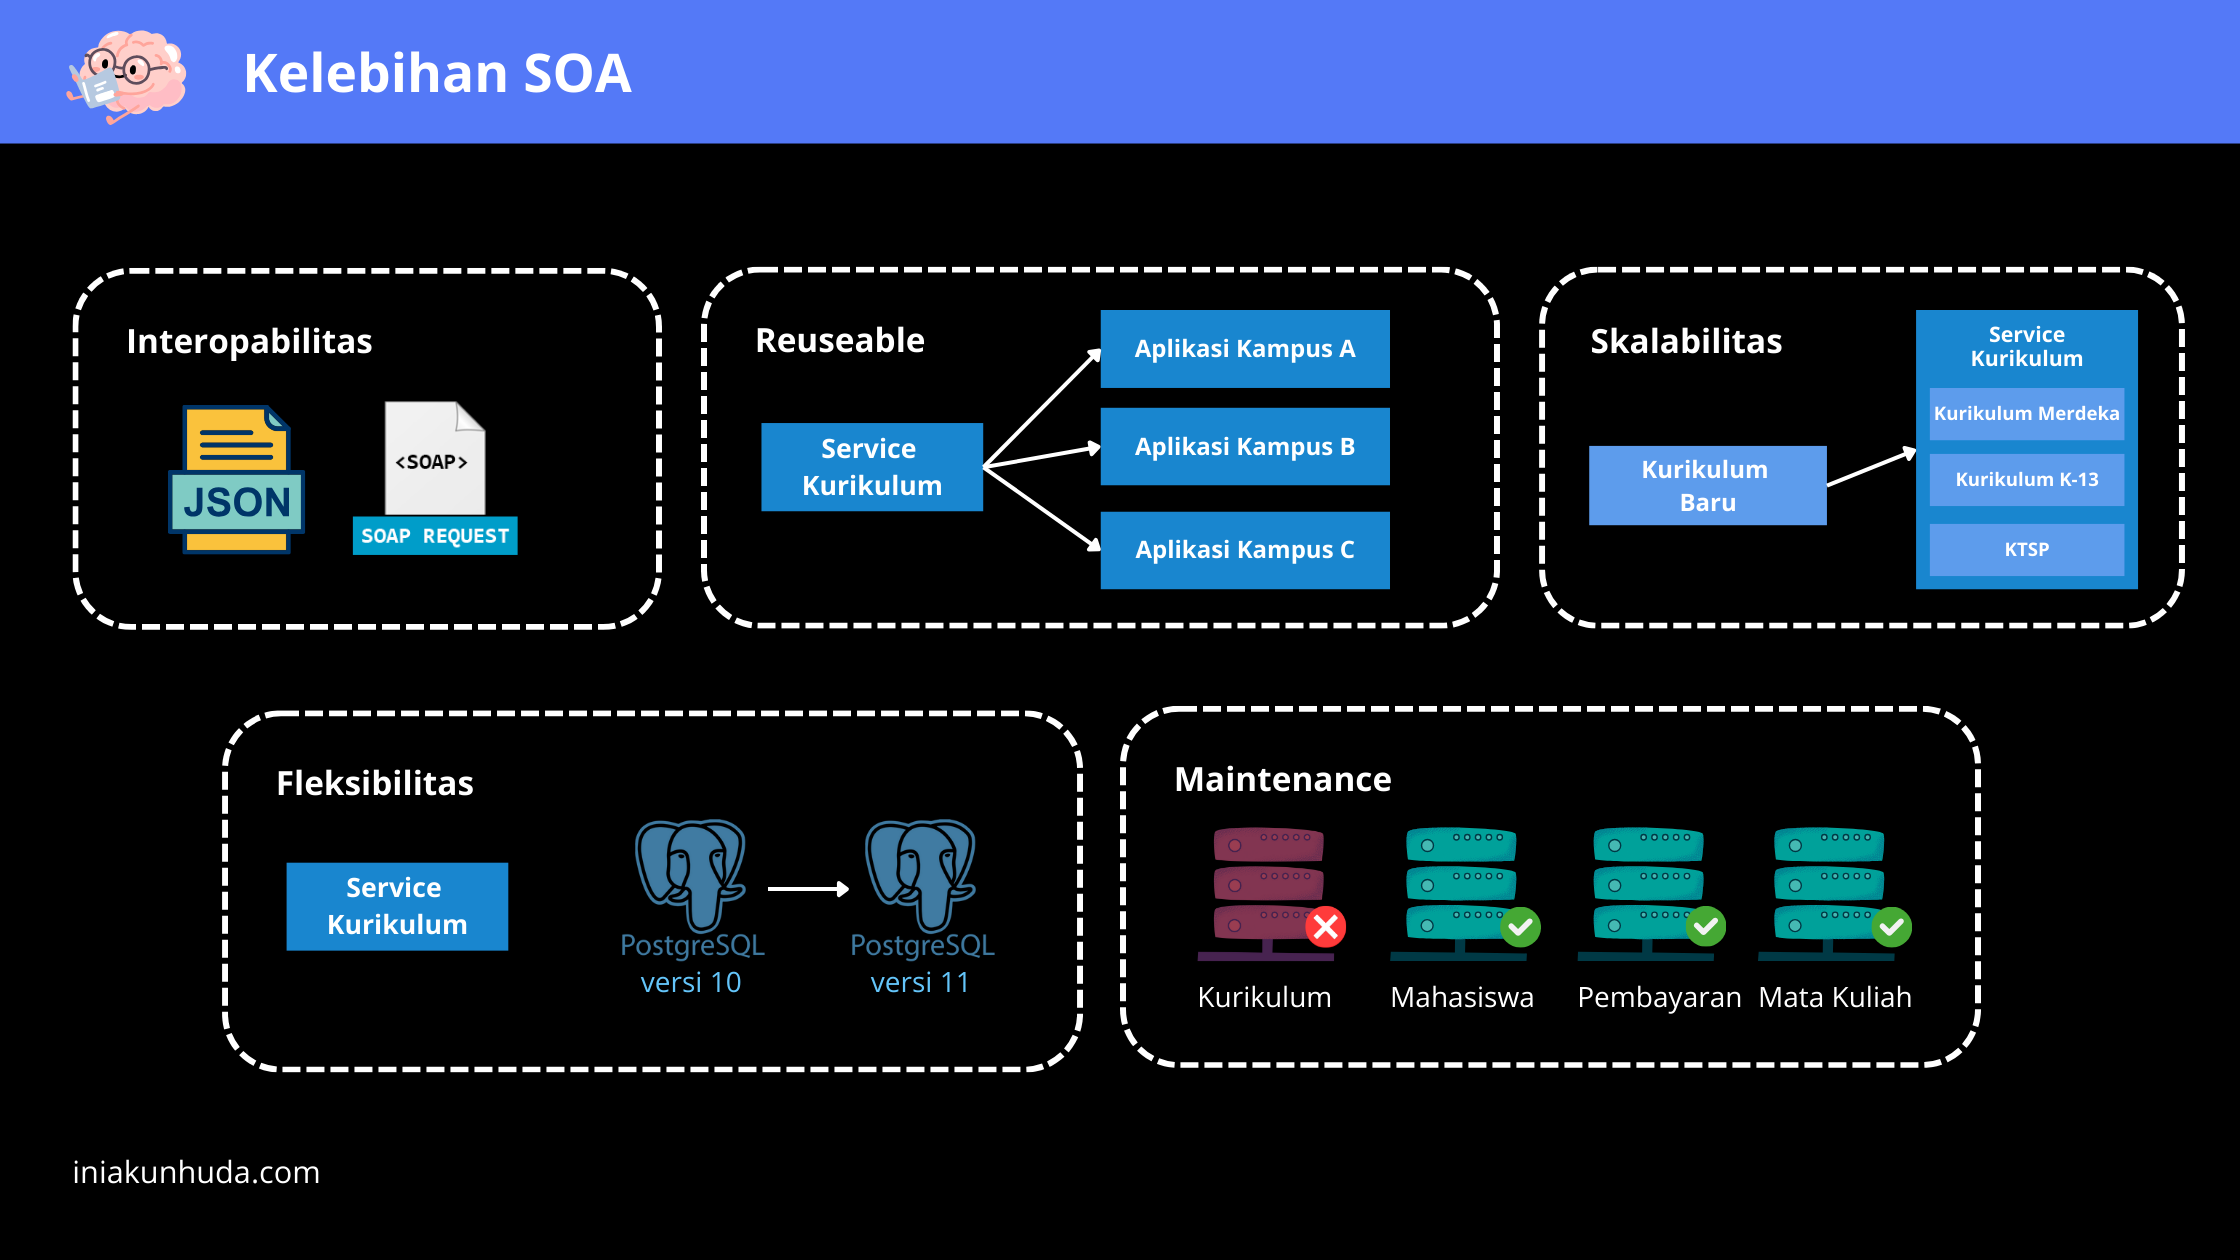 Kelebihan SOA
Interopabilitas
JSON
<SOAP>
SOAP REQUEST
Reuseable
Service
Kurikulum
Aplikasi Kampus A
Aplikasi Kampus B
Aplikasi Kampus C
Skalabilitas
Kurikulum
Baru
Service
Kurikulum
Kurikulum Merdeka
Kurikulum K-13
KTSP
Fleksibilitas
Service
Kurikulum
PostgreSQL
versi 10
PostgreSQL
versi 11
Maintenance
Kurikulum
Mahasiswa
Pembayaran
Mata Kuliah
iniakunhuda.com